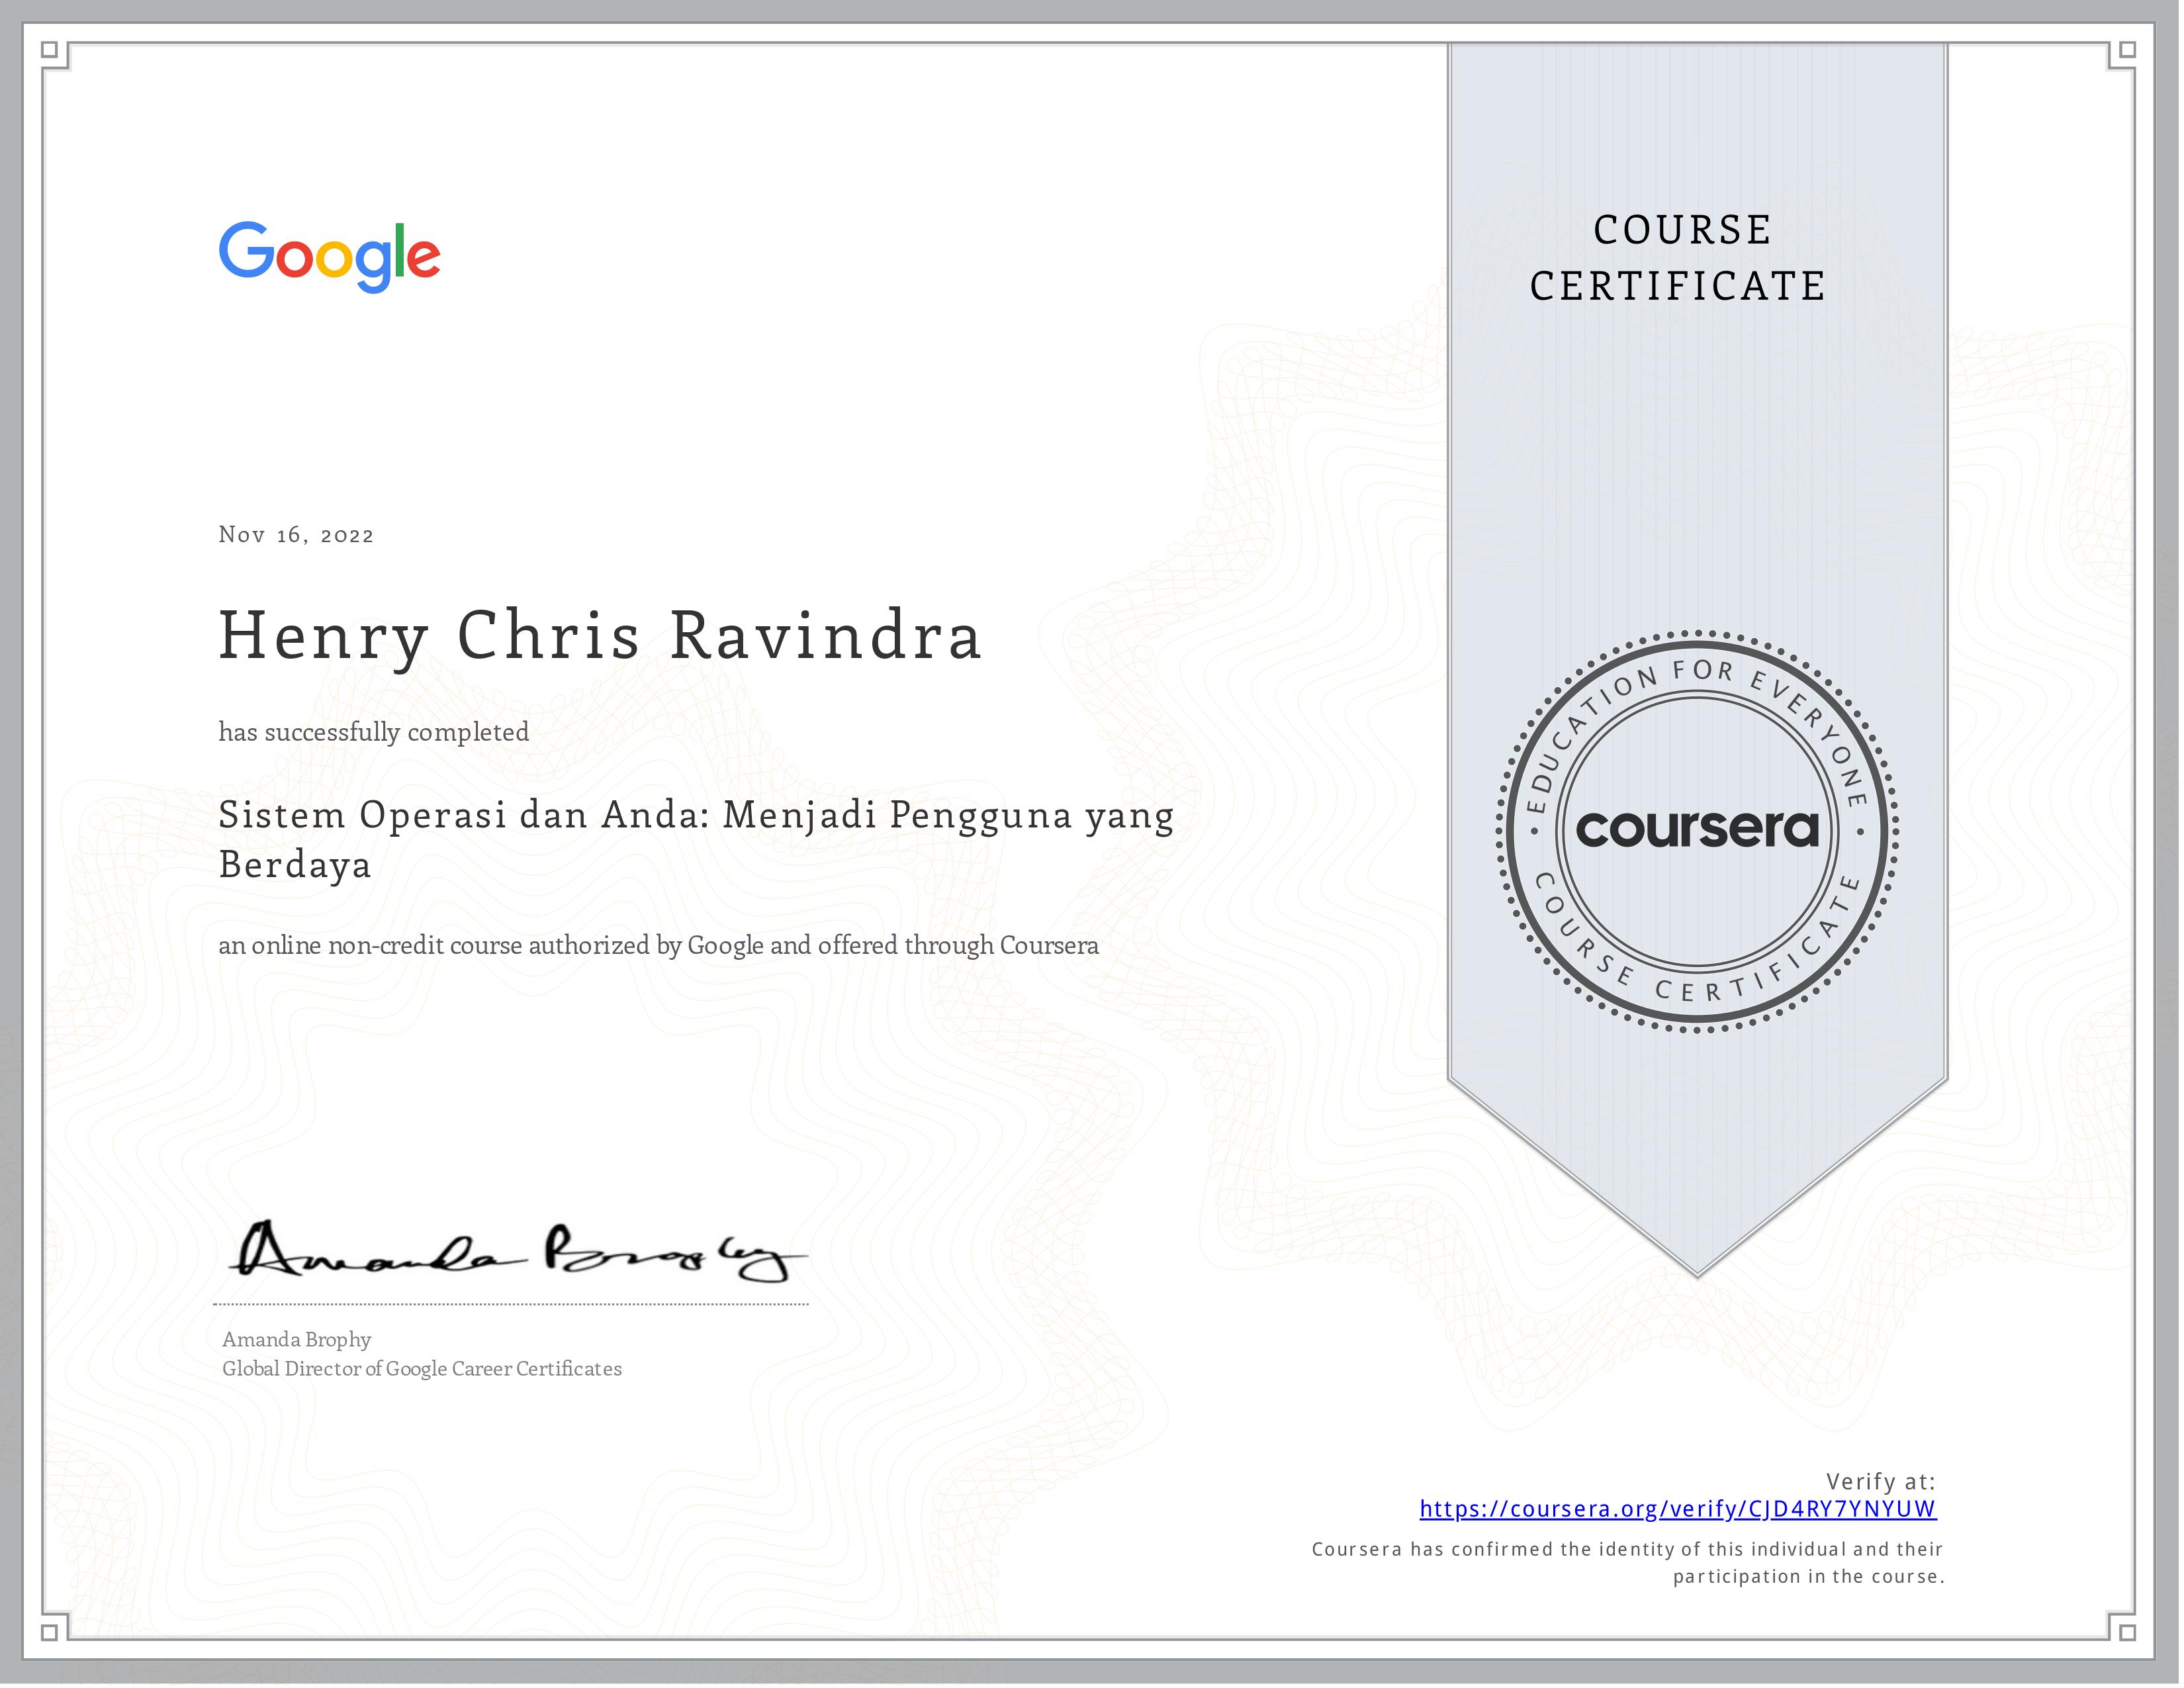 Google
COURSE
CERTIFICATE
Nov 16, 2022
Henry Chris Ravindra
has successfully completed
Sistem Operasi dan Anda: Menjadi Pengguna yang
Berdaya
an online non-credit course authorized by Google and offered through Coursera
EDUCATION FOR EVERYONE
coursera
COURSE CERTIFICATE
Amanda Brophy
Amanda Brophy
Global Director of Google Career Certificates
Verify at:
https://coursera.org/verify/CJD4RY7YNYUW
Coursera has confirmed the identity of this individual and their
participation in the course.